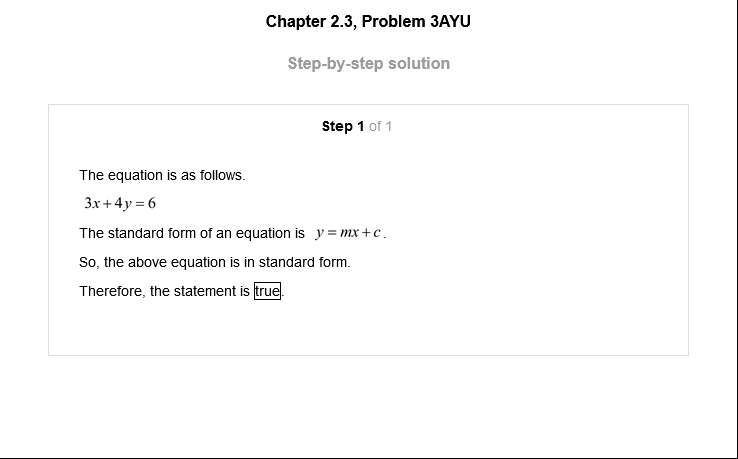 Chapter 2.3, Problem 3AYU
Step-by-step solution
Step 1 of 1
The equation is as follows.
3x+4y=6
The standard form of an equation is y=mx+c.
So, the above equation is in standard form.
Therefore, the statement is true.